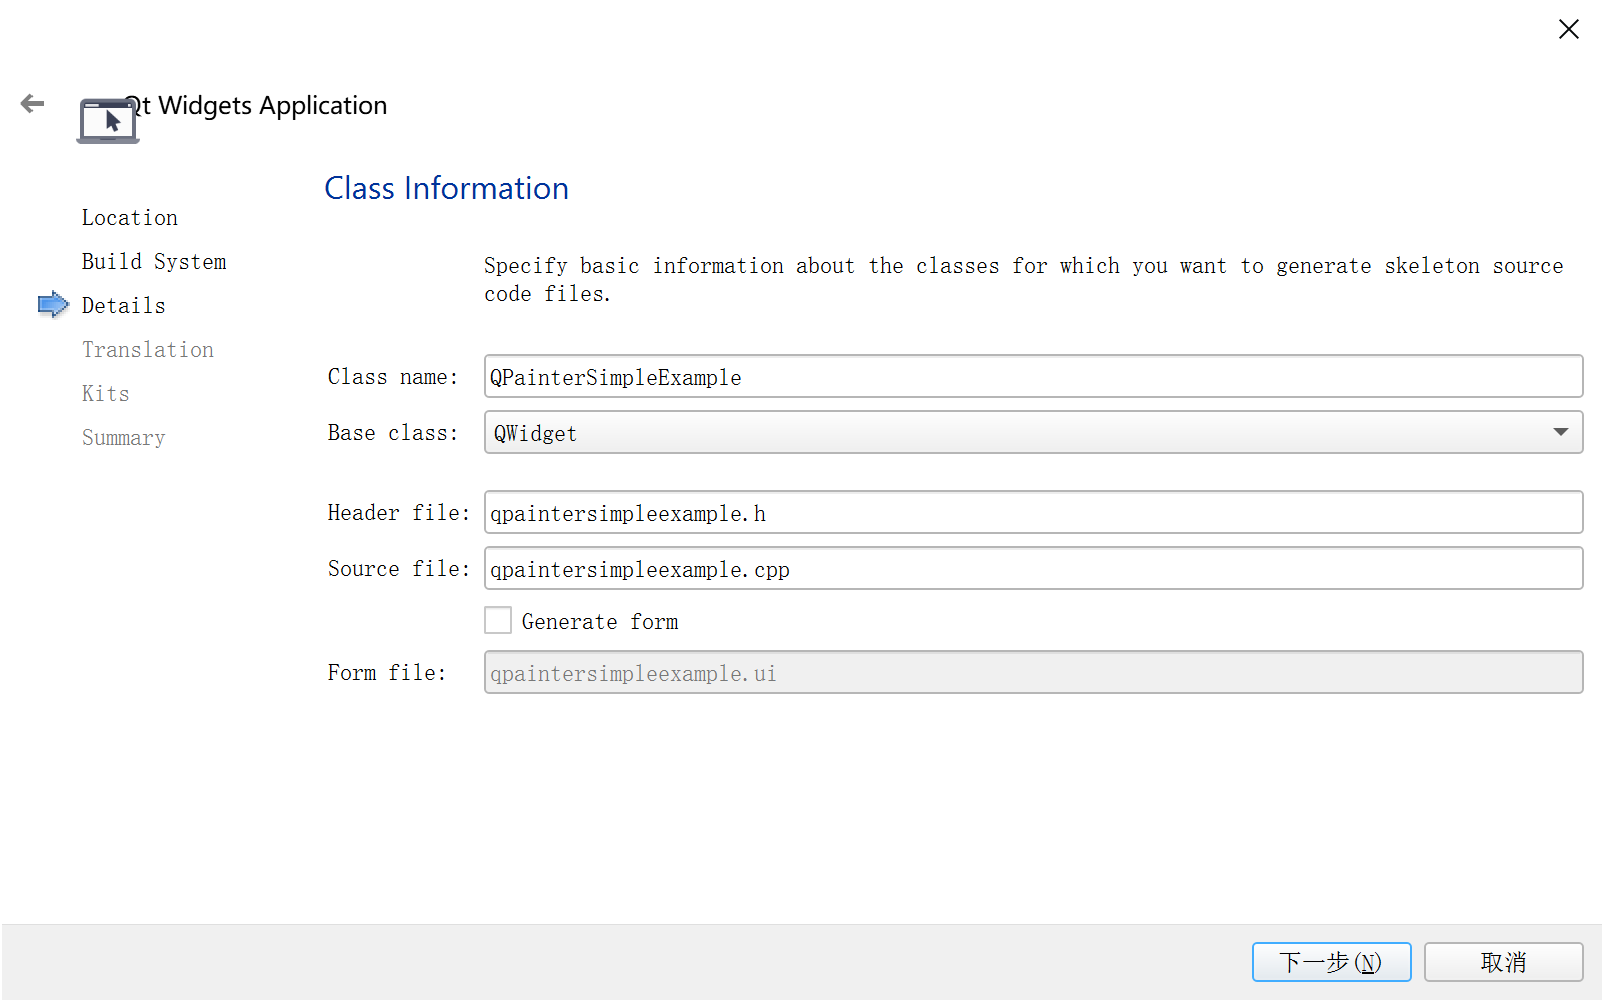 Qt Widgets Application
Class Information
Location
Build System
Details
Translation
Kits
Summary
Specify basic information about the classes for which you want to generate skeleton source
code files.
Class name: QPainterSimpleExample
Base class: QWidget
Header file: qpaintersimpleexample.h
Source file: qpaintersimpleexample.cpp
Generate form
Form file: qpaintersimpleexample.ui
下一步(N) 取消